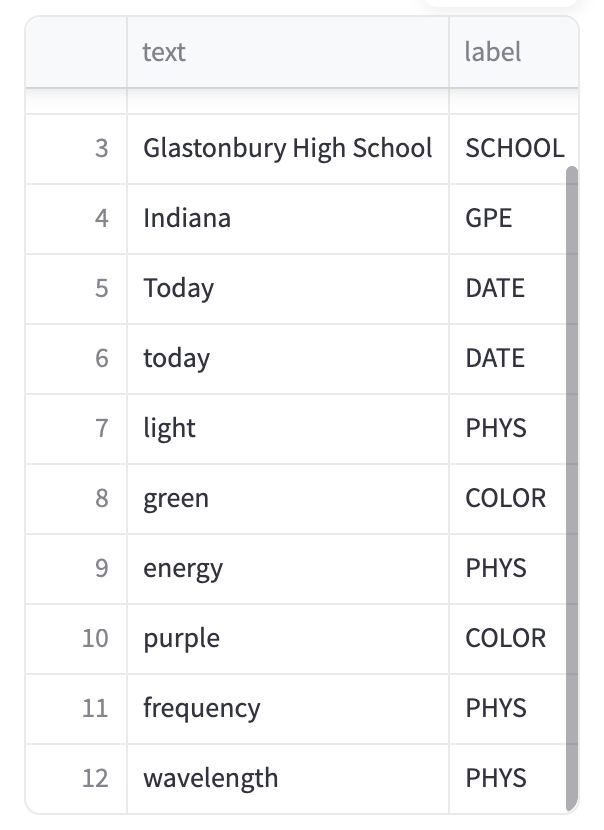 text label
3 Glastonbury High School SCHOOL
4 Indiana GPE
5 Today DATE
6 today DATE
7 light PHYS
8 green COLOR
9 energy PHYS
10 purple COLOR
11 frequency PHYS
12 wavelength PHYS